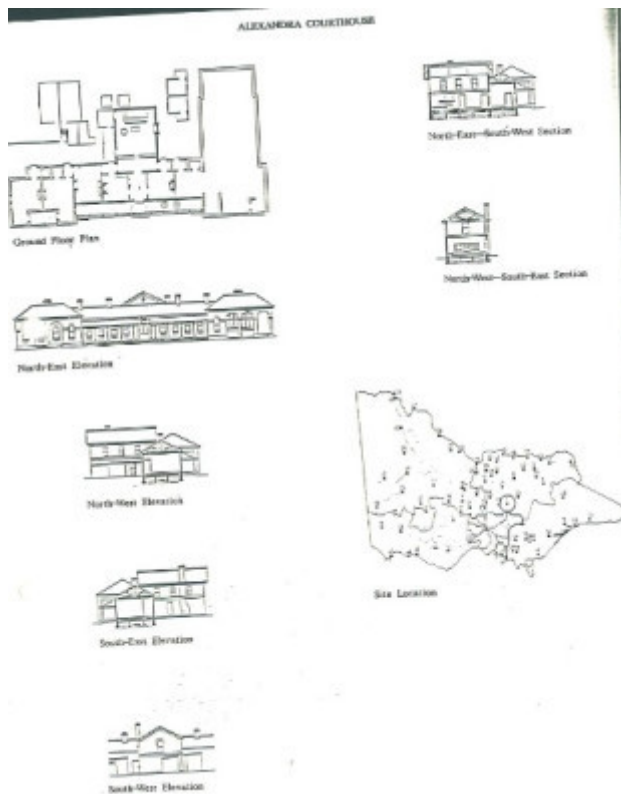 ALEXANDRA COURTHOUSE
Ground Floor Plan
North-East Elevation
North-West Elevation
South-East Elevation
South-West Elevation
North-East—South-West Section
North-West—South-East Section
Site Location